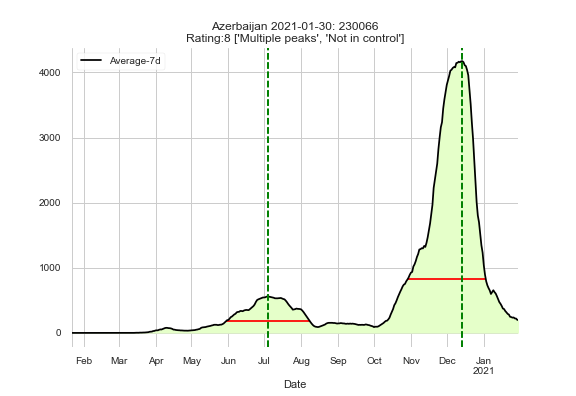 Azerbaijan 2021-01-30: 230066
Rating:8 ['Multiple peaks', 'Not in control']
Average-7d
4000
3000
2000
1000
0
Feb Mar Apr May Jun Jul Aug Sep Oct Nov Dec Jan
2021
Date